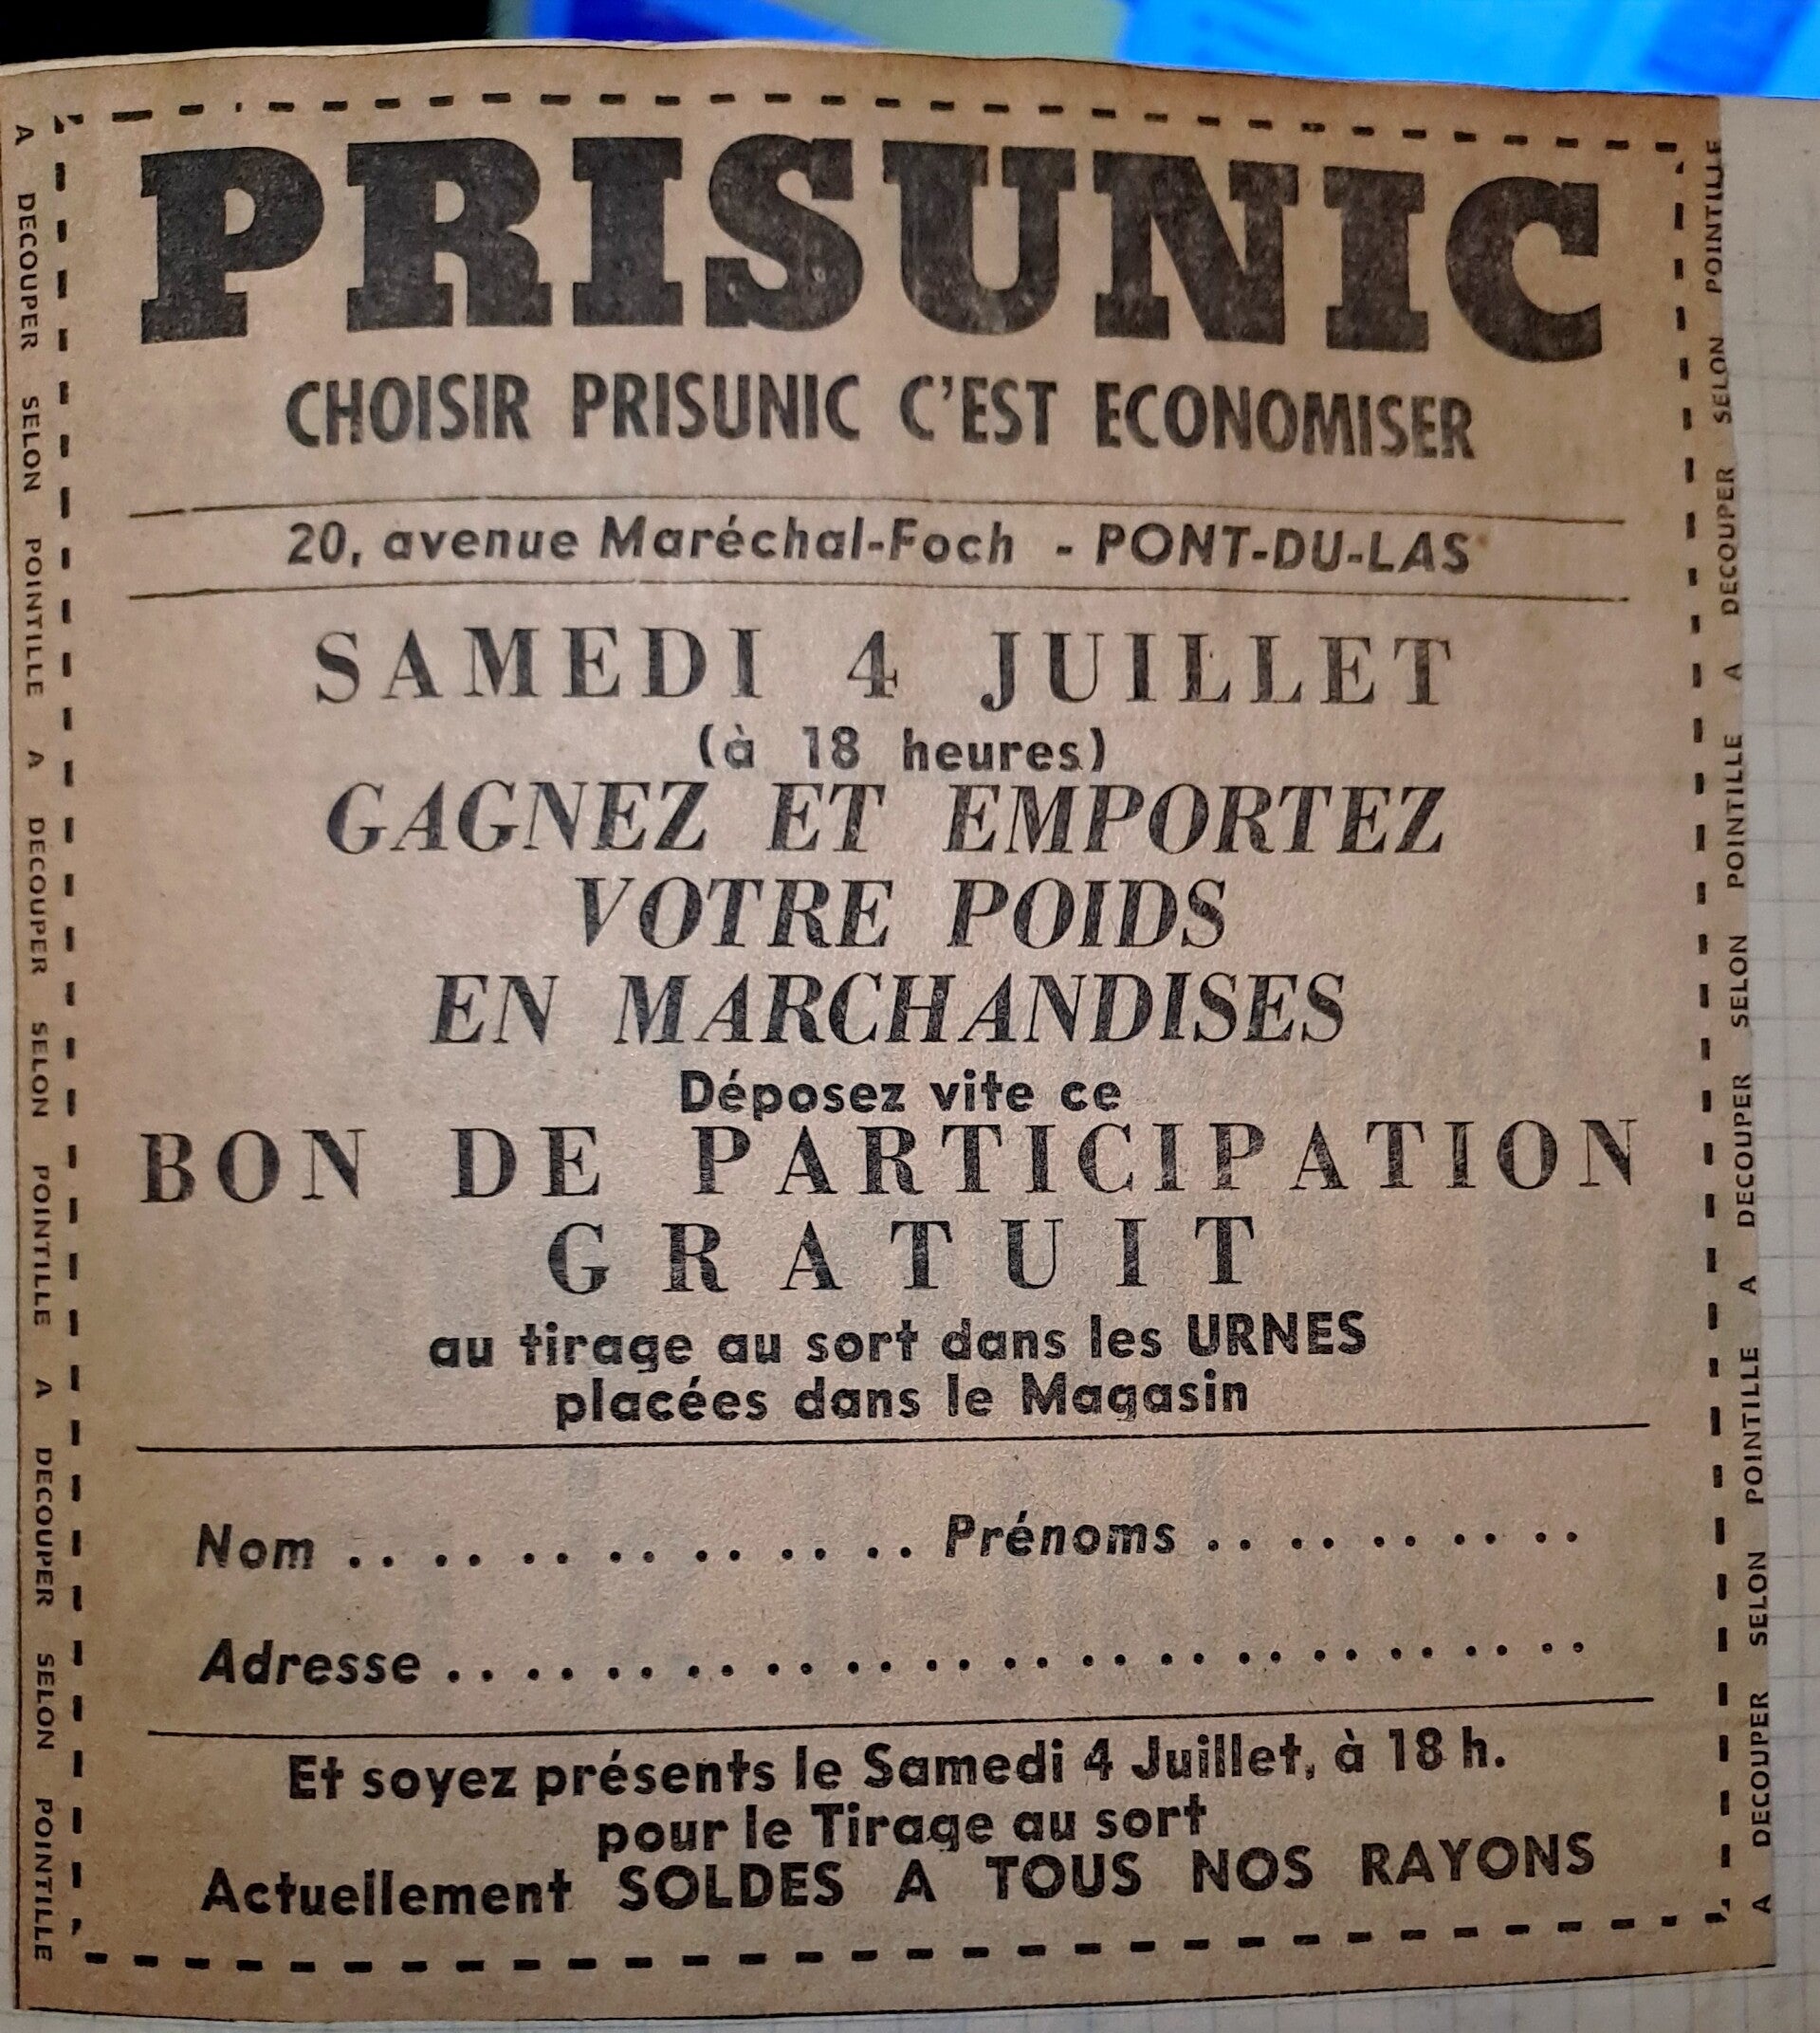 PRISUNIC
CHOISIR PRISUNIC C'EST ECONOMISER
20, avenue Maréchal-Foch - PONT-DU-LAS
SAMEDI 4 JUILLET
(à 18 heures)
GAGNEZ ET EMPORTEZ
VOTRE POIDS
EN MARCHANDISES
Déposez vite ce
BON DE PARTICIPATION
GRATUIT
au tirage au sort dans les URNES
placées dans le Magasin
Nom . . . . . . . . . . . . . . Prénoms . . . . . . . . . .
Adresse . . . . . . . . . . . . . . . . . . . . . . . . . .
Et soyez présents le Samedi 4 Juillet, à 18 h.
pour le Tirage au sort
Actuellement SOLDES A TOUS NOS RAYONS
A DECOUPER SELON POINTILLE A DECOUPER SELON POINTILLE A DECOUPER SELON POINTILLE
A DECOUPER SELON POINTILLE A DECOUPER SELON POINTILLE A DECOUPER SELON POINTILLE